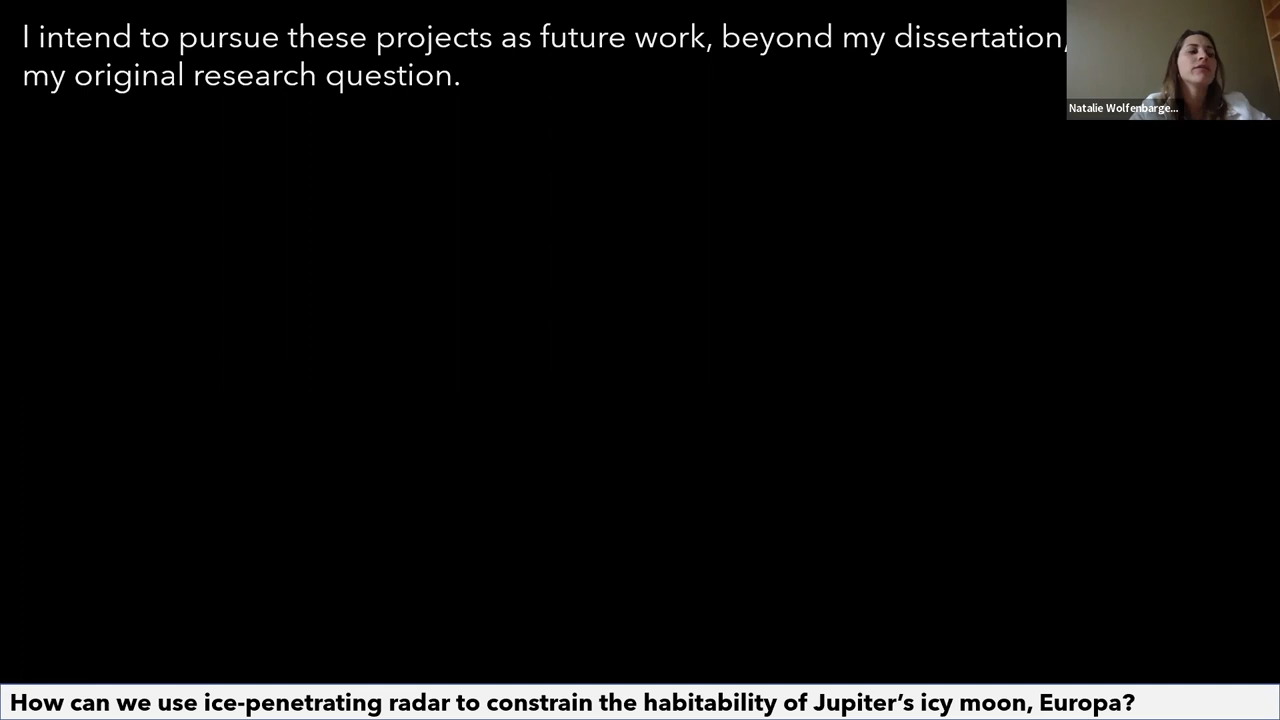 I intend to pursue these projects as future work, beyond my dissertation,
my original research question.
Natalie Wolfenbarge...
How can we use ice-penetrating radar to constrain the habitability of Jupiter’s icy moon, Europa?